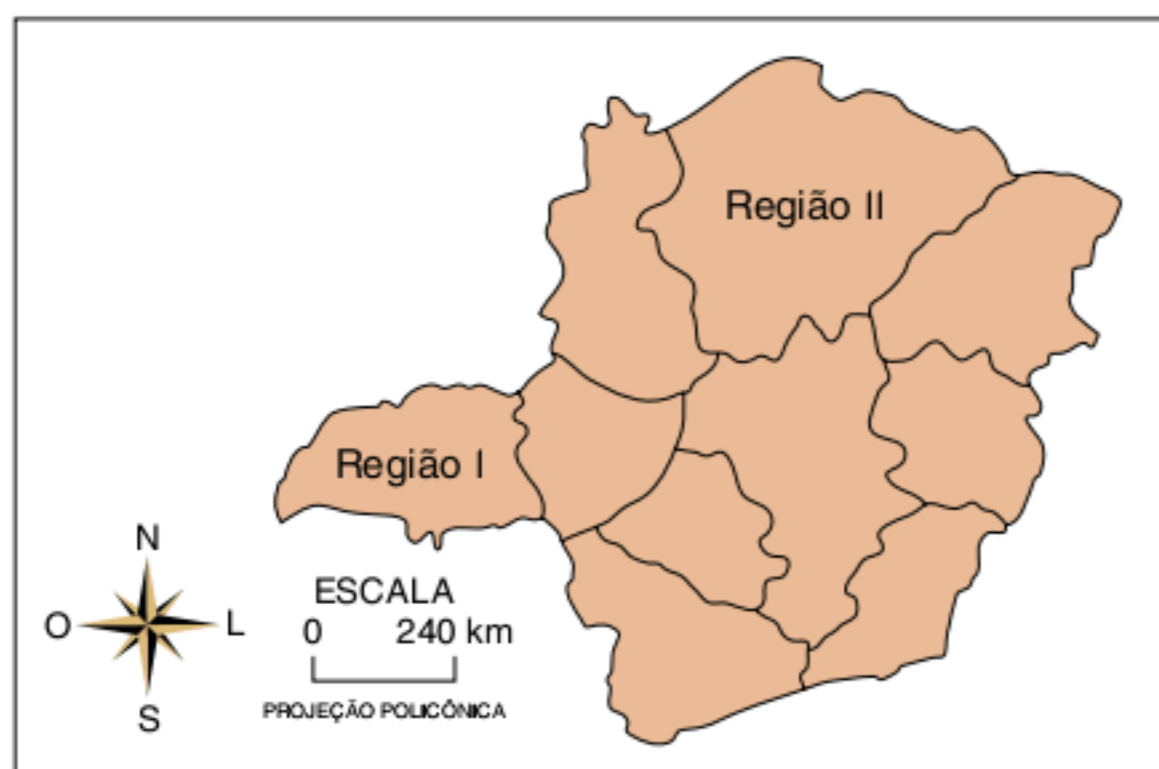 Região II
Região I
N
O L
S
ESCALA
0 240 km
PROJEÇÃO POLICÔNICA